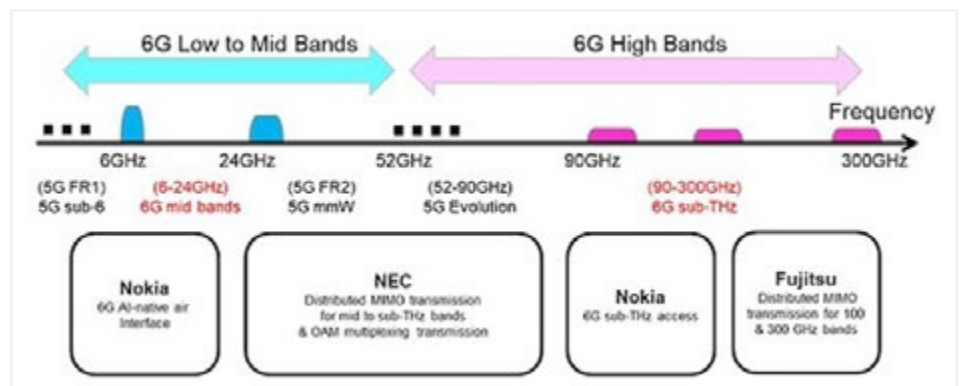 6G Low to Mid Bands
6G High Bands
Frequency
6GHz
24GHz
52GHz
90GHz
300GHz
(5G FR1)
5G sub-6
(6-24GHz)
6G mid bands
(5G FR2)
5G mmW
(52-90GHz)
5G Evolution
(90-300GHz)
6G sub-THz
Nokia
6G AI-native air
Interface
NEC
Distributed MIMO transmission
for mid to sub-THz bands
& OAM multiplexing transmission
Nokia
6G sub-THz access
Fujitsu
Distributed MIMO
transmission for 100
& 300 GHz bands